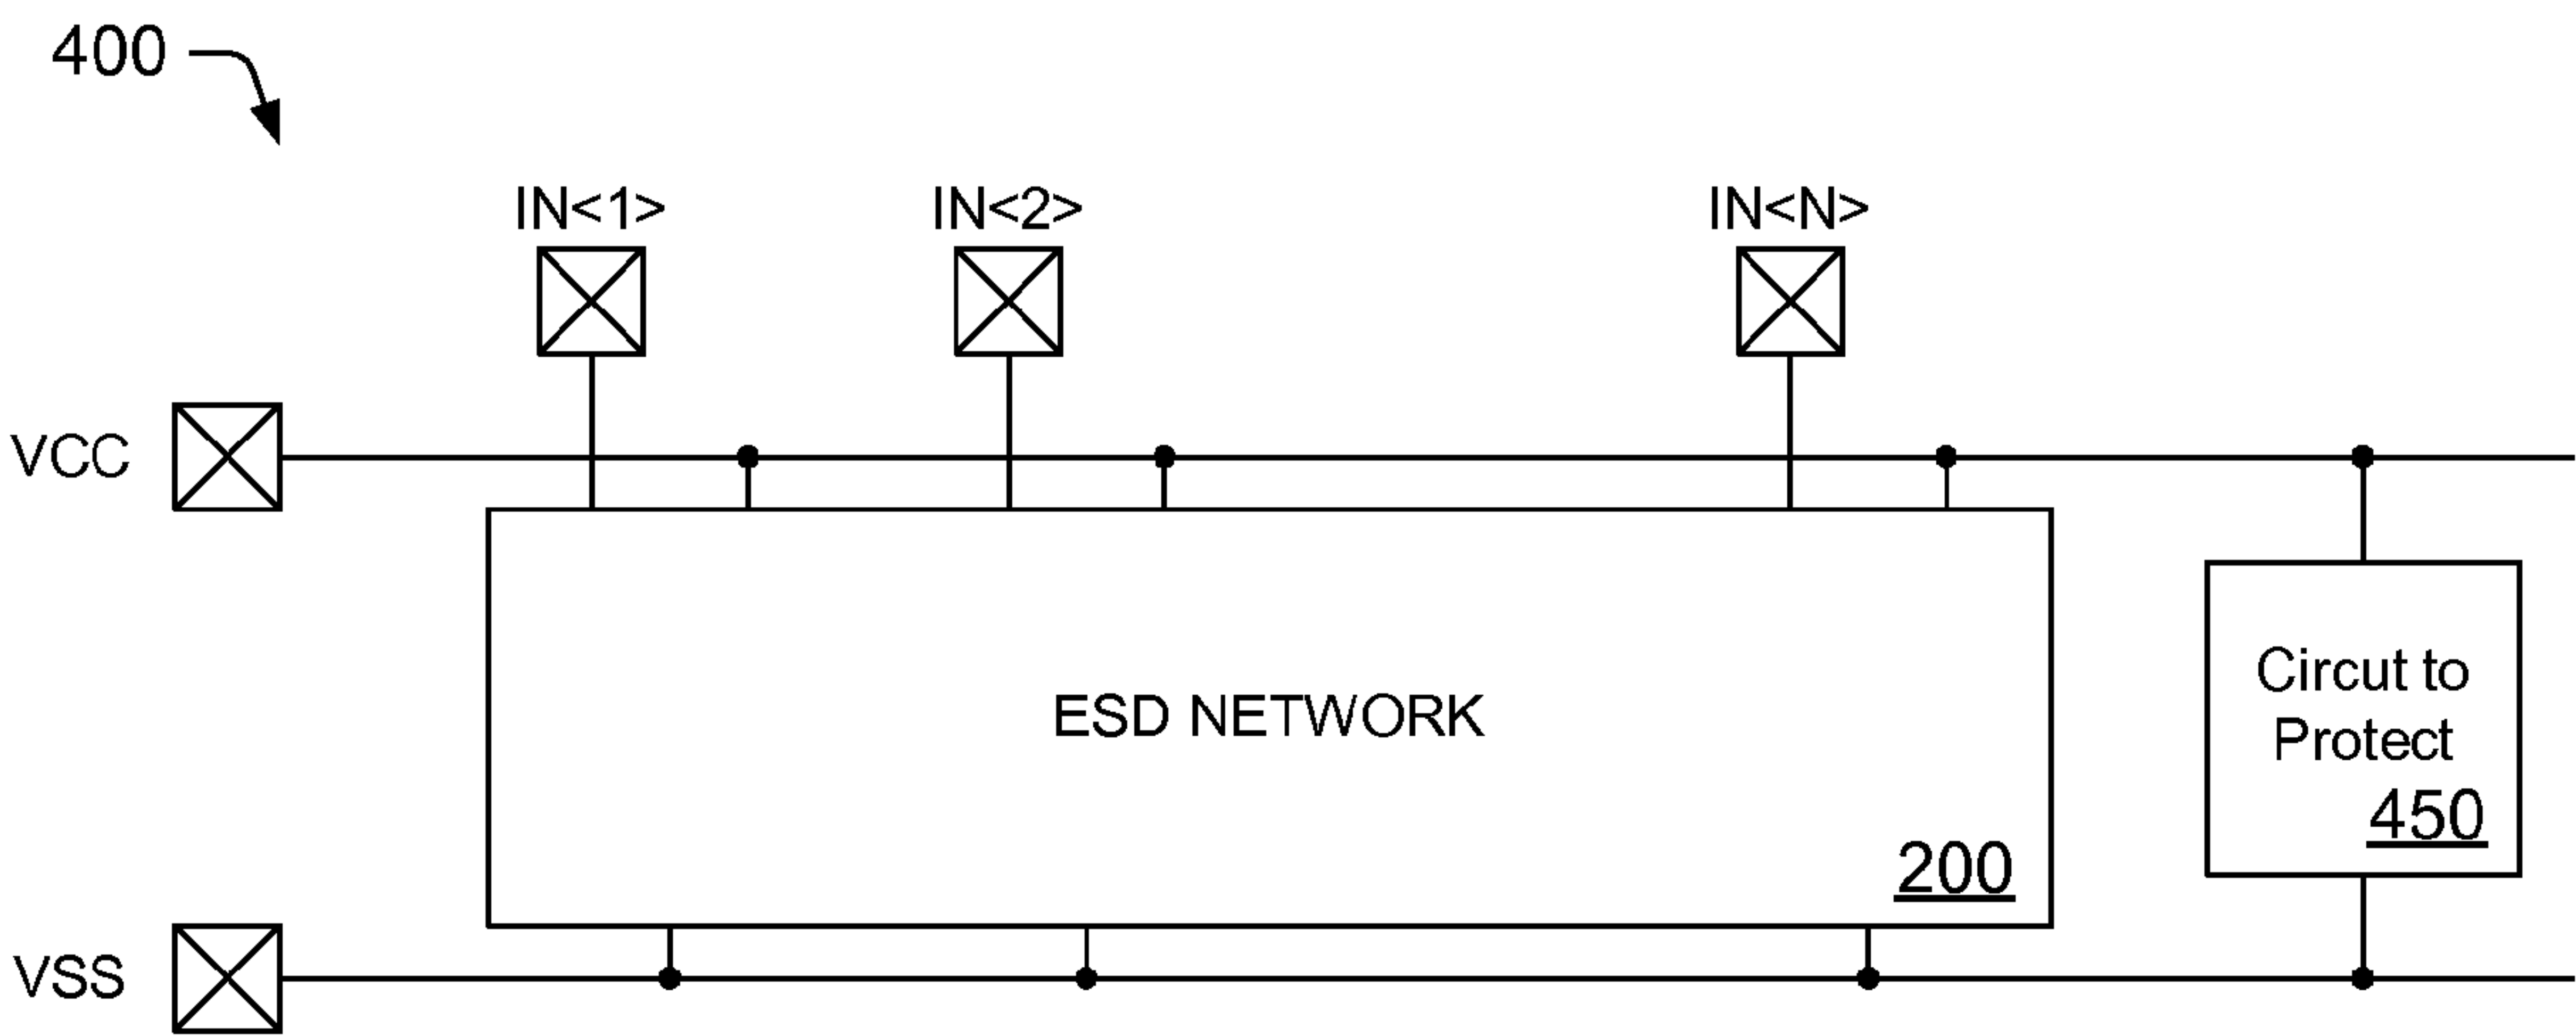 400
IN<1>
IN<2>
IN<N>
VCC
ESD NETWORK
200
Circut to
Protect
450
VSS